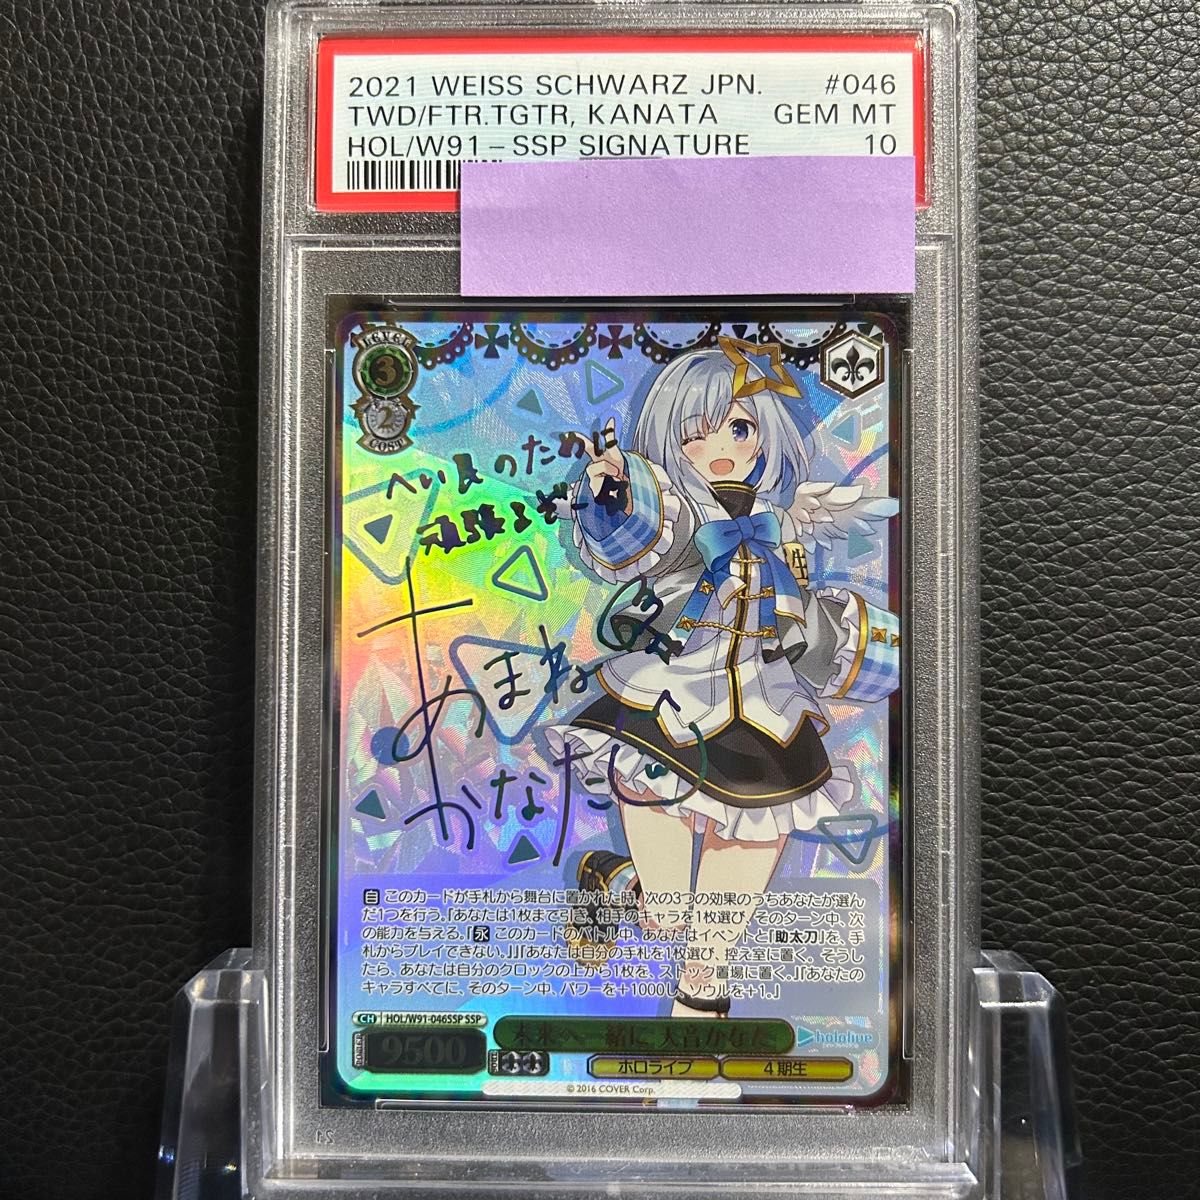 2021 WEISS SCHWARZ JPN. #046
TWD/FTR.TGTR, KANATA GEM MT
HOL/W91-SSP SIGNATURE 10
LEVEL
3
2
COST
へい民のために
頑張るぞー
生
あまね
かなた
自 このカードが手札から舞台に置かれた時、次の3つの効果のうちあなたが選ん
だ1つを行う。『あなたは1枚まで引き、相手のキャラを1枚選び、そのターン中、次
の能力を与える。『永 このカードのバトル中、あなたはイベントと『助太刀』を、手
札からプレイできない。』』『あなたは自分の手札を1枚選び、控え室に置く。そうし
たら、あなたは自分のクロックの上から1枚を、ストック置場に置く。』『あなたの
キャラすべてに、そのターン中、パワーを+1000し、ソウルを+1。』
CH HOL/W91-046SSP SSP
POWER 9500
未来へ一緒に 天音かなた
hololive
SOUL
ホロライブ
4期生
© 2016 COVER Corp.